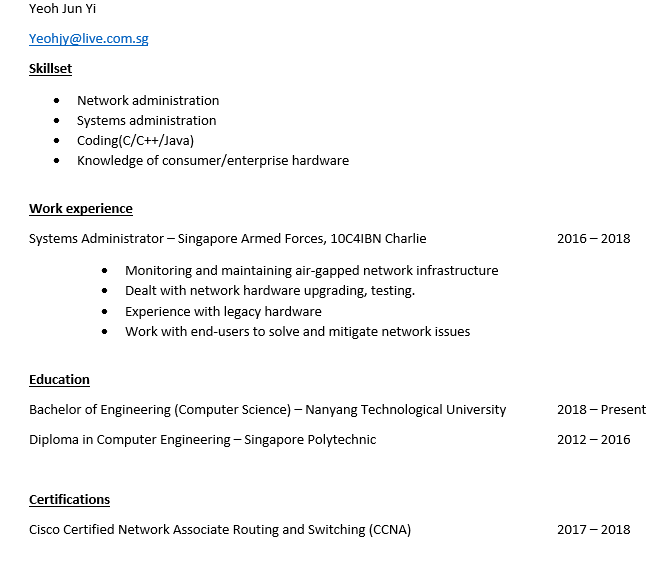 Yeoh Jun Yi
Yeohjy@live.com.sg
Skillset
• Network administration
• Systems administration
• Coding(C/C++/Java)
• Knowledge of consumer/enterprise hardware
Work experience
Systems Administrator – Singapore Armed Forces, 10C4IBN Charlie 2016 – 2018
• Monitoring and maintaining air-gapped network infrastructure
• Dealt with network hardware upgrading, testing.
• Experience with legacy hardware
• Work with end-users to solve and mitigate network issues
Education
Bachelor of Engineering (Computer Science) – Nanyang Technological University 2018 – Present
Diploma in Computer Engineering – Singapore Polytechnic 2012 – 2016
Certifications
Cisco Certified Network Associate Routing and Switching (CCNA) 2017 – 2018